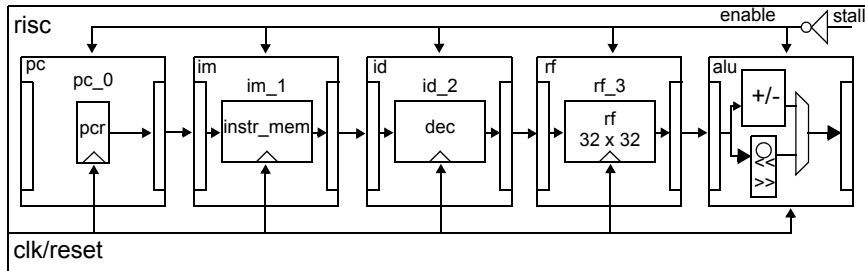 risc
enable
stall
pc
im
id
rf
alu
pc_0
im_1
id_2
rf_3
pcr
instr_mem
dec
rf
32 x 32
+/-
<<
>>
clk/reset